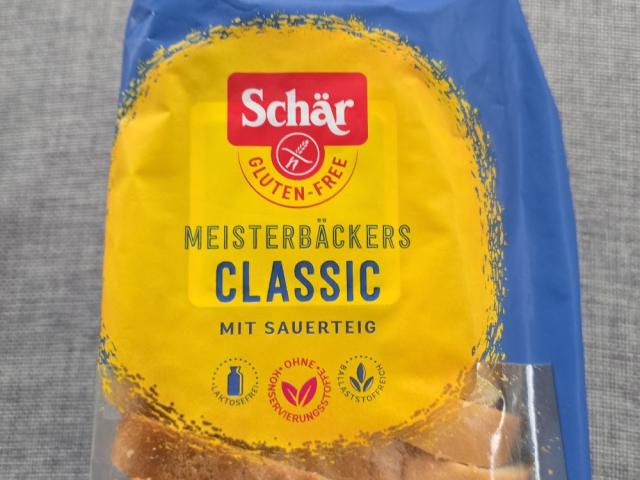 Schär
GLUTEN-FREE
MEISTERBÄCKERS
CLASSIC
MIT SAUERTEIG
LAKTOSEFREI
OHNE KONSERVIERUNGSSTOFFE
BALLASTSTOFFREICH